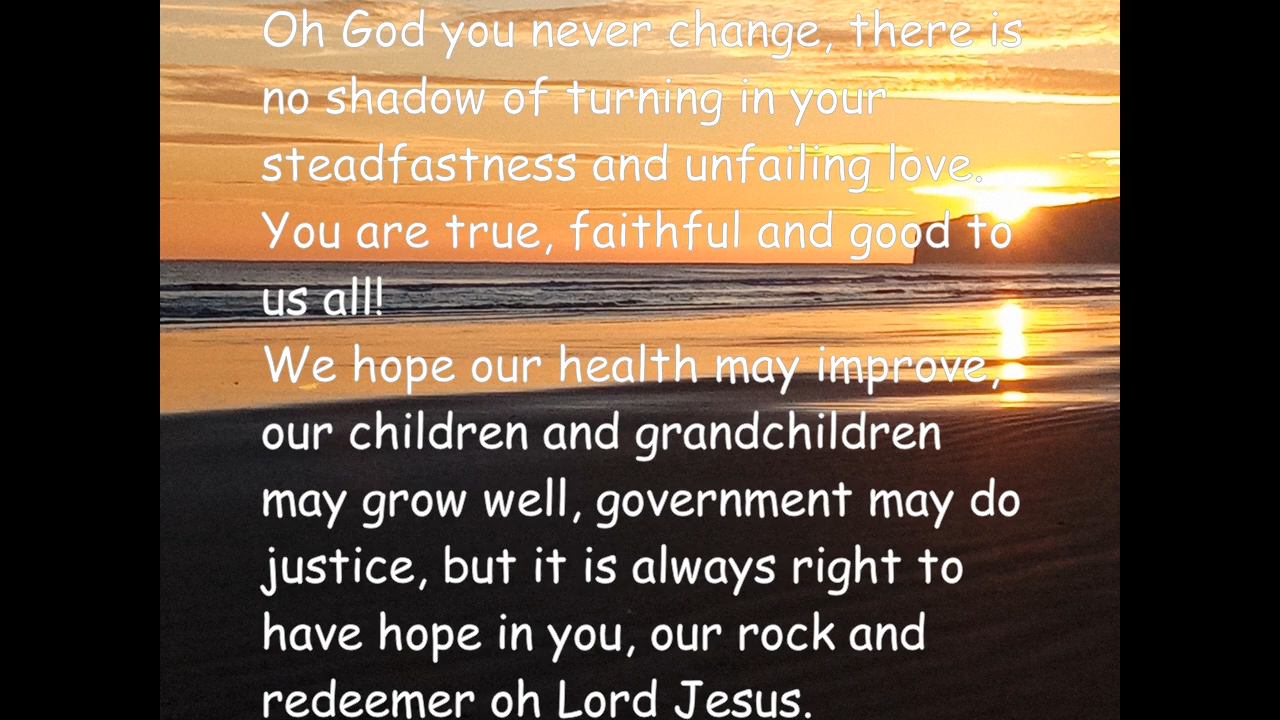 Oh God you never change, there is
no shadow of turning in your
steadfastness and unfailing love.
You are true, faithful and good to
us all!
We hope our health may improve,
our children and grandchildren
may grow well, government may do
justice, but it is always right to
have hope in you, our rock and
redeemer oh Lord Jesus.